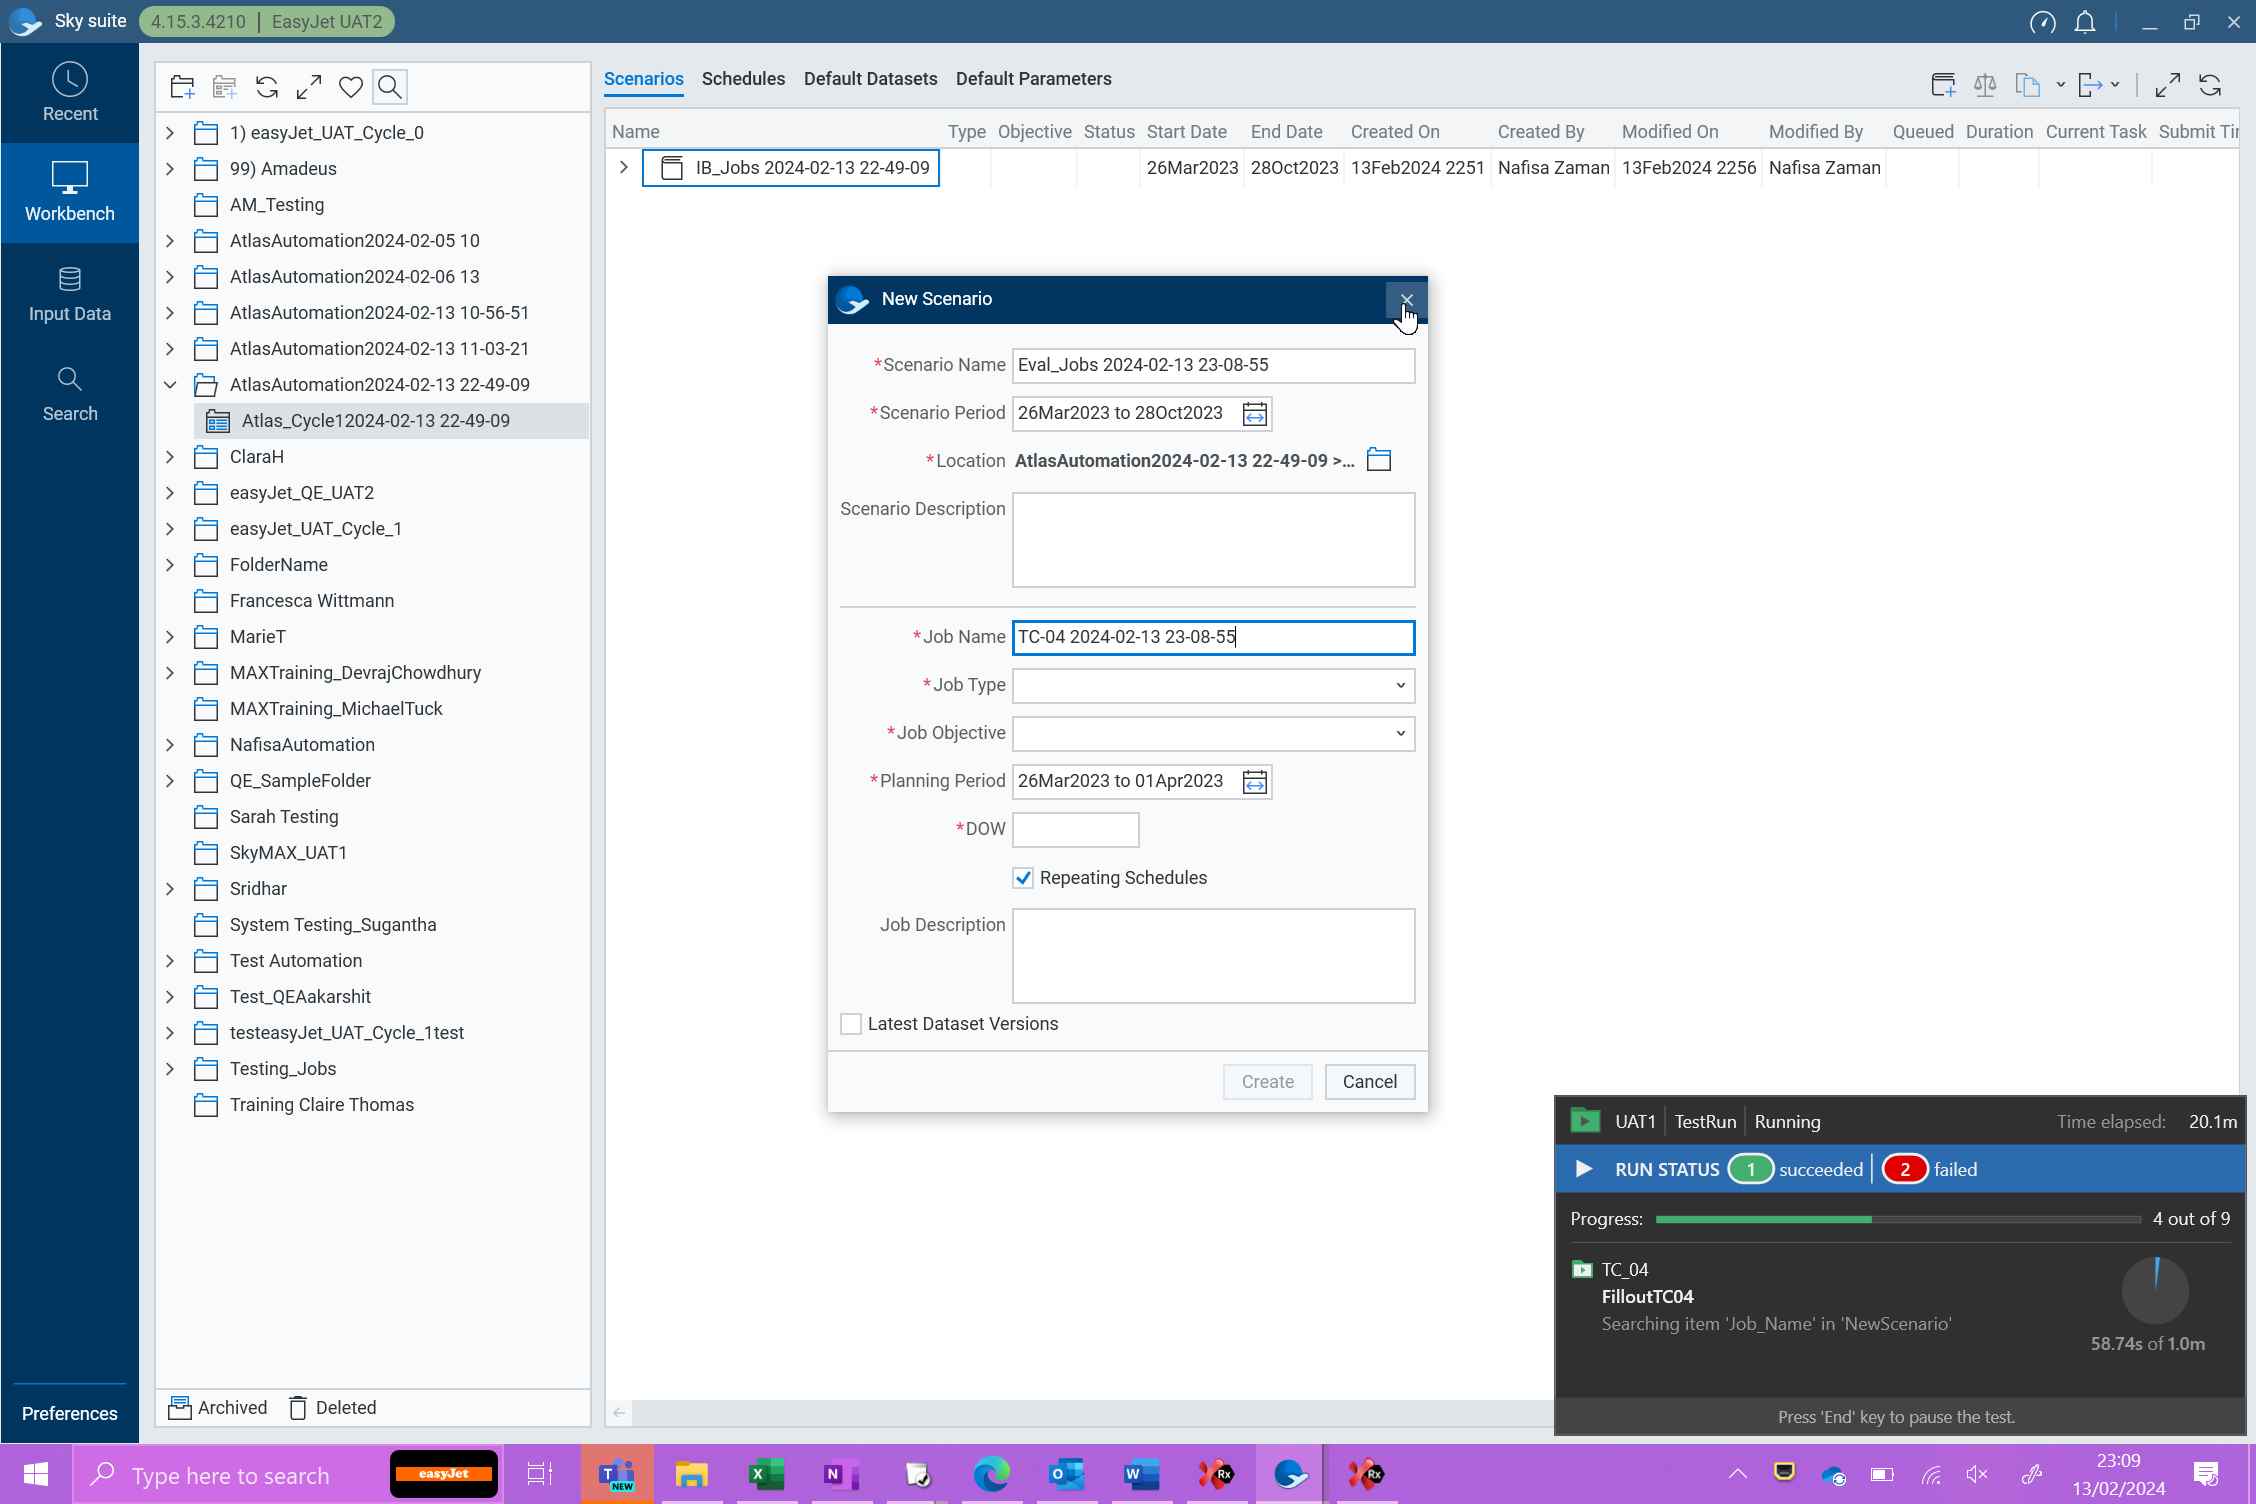 Sky suite 4.15.3.4210 | EasyJet UAT2
Recent
Workbench
Input Data
Search
Preferences
1) easyJet_UAT_Cycle_0
99) Amadeus
AM_Testing
AtlasAutomation2024-02-05 10
AtlasAutomation2024-02-06 13
AtlasAutomation2024-02-13 10-56-51
AtlasAutomation2024-02-13 11-03-21
AtlasAutomation2024-02-13 22-49-09
Atlas_Cycle12024-02-13 22-49-09
ClaraH
easyJet_QE_UAT2
easyJet_UAT_Cycle_1
FolderName
Francesca Wittmann
MarieT
MAXTraining_DevrajChowdhury
MAXTraining_MichaelTuck
NafisaAutomation
QE_SampleFolder
Sarah Testing
SkyMAX_UAT1
Sridhar
System Testing_Sugantha
Test Automation
Test_QEAakarshit
testeasyJet_UAT_Cycle_1test
Testing_Jobs
Training Claire Thomas
Archived Deleted
Scenarios Schedules Default Datasets Default Parameters
Name Type Objective Status Start Date End Date Created On Created By Modified On Modified By Queued Duration Current Task Submit Tir
IB_Jobs 2024-02-13 22-49-09 26Mar2023 28Oct2023 13Feb2024 2251 Nafisa Zaman 13Feb2024 2256 Nafisa Zaman
New Scenario
*Scenario Name Eval_Jobs 2024-02-13 23-08-55
*Scenario Period 26Mar2023 to 28Oct2023
*Location AtlasAutomation2024-02-13 22-49-09 >...
Scenario Description
*Job Name TC-04 2024-02-13 23-08-55
*Job Type
*Job Objective
*Planning Period 26Mar2023 to 01Apr2023
*DOW
Repeating Schedules
Job Description
Latest Dataset Versions
Create Cancel
UAT1 | TestRun | Running Time elapsed: 20.1m
RUN STATUS 1 succeeded | 2 failed
Progress: 4 out of 9
TC_04
FilloutTC04
Searching item 'Job_Name' in 'NewScenario'
58.74s of 1.0m
Press 'End' key to pause the test.
Type here to search easyJet
NEW
23:09
13/02/2024